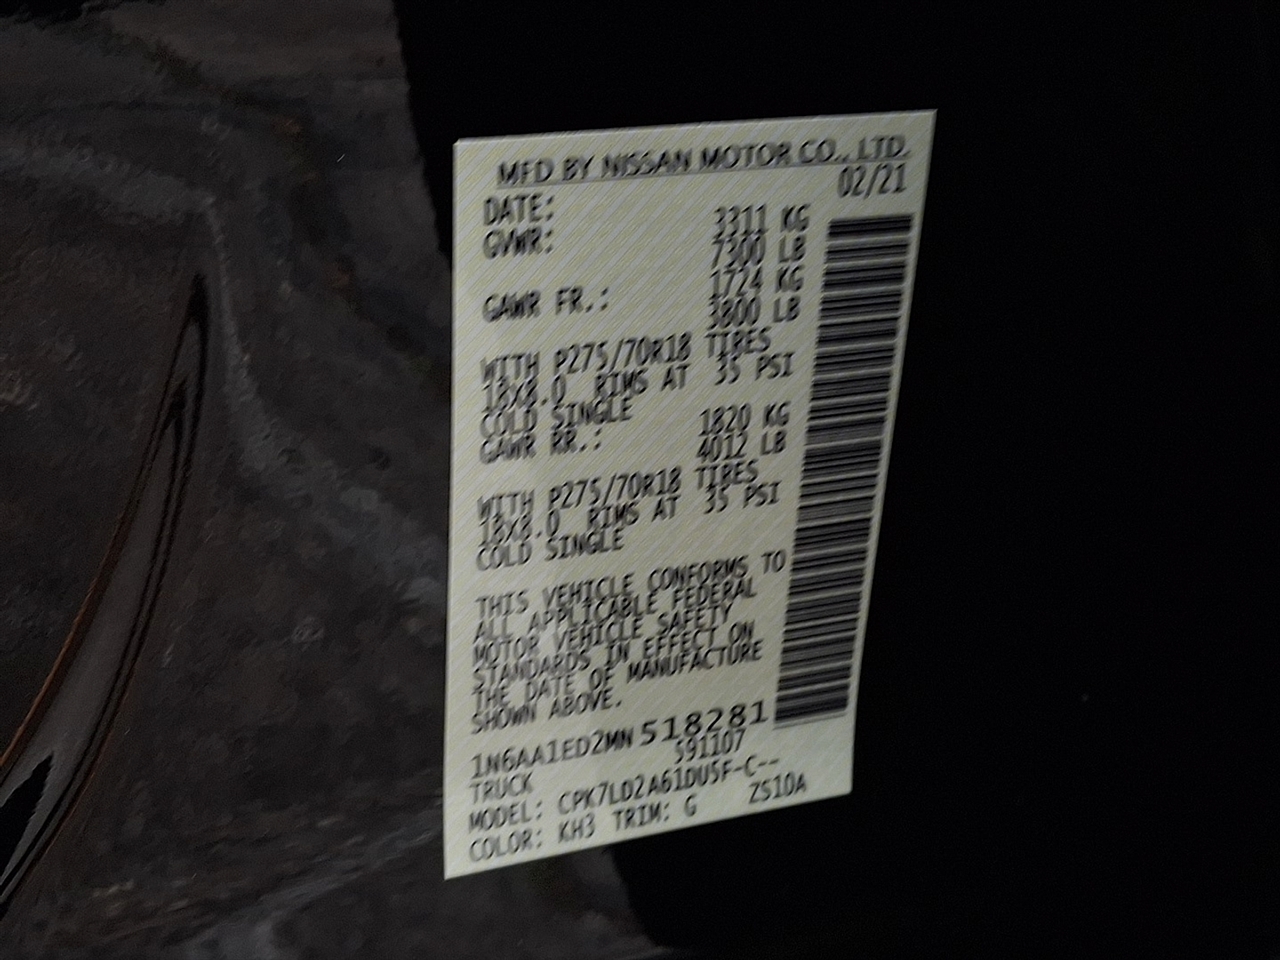 MFD BY NISSAN MOTOR CO., LTD.
DATE: 02/21
GVWR: 3311 KG
7300 LB
GAWR FR.: 1724 KG
3800 LB
WITH P275/70R18 TIRES
18X8.0 RIMS AT 35 PSI
COLD SINGLE
GAWR RR.: 1820 KG
4012 LB
WITH P275/70R18 TIRES
18X8.0 RIMS AT 35 PSI
COLD SINGLE
THIS VEHICLE CONFORMS TO
ALL APPLICABLE FEDERAL
MOTOR VEHICLE SAFETY
STANDARDS IN EFFECT ON
THE DATE OF MANUFACTURE
SHOWN ABOVE.
1N6AA1ED2MN518281
TRUCK S91107
MODEL: CPK7LD2A61DU5F-C--
COLOR: KH3 TRIM: G ZS10A